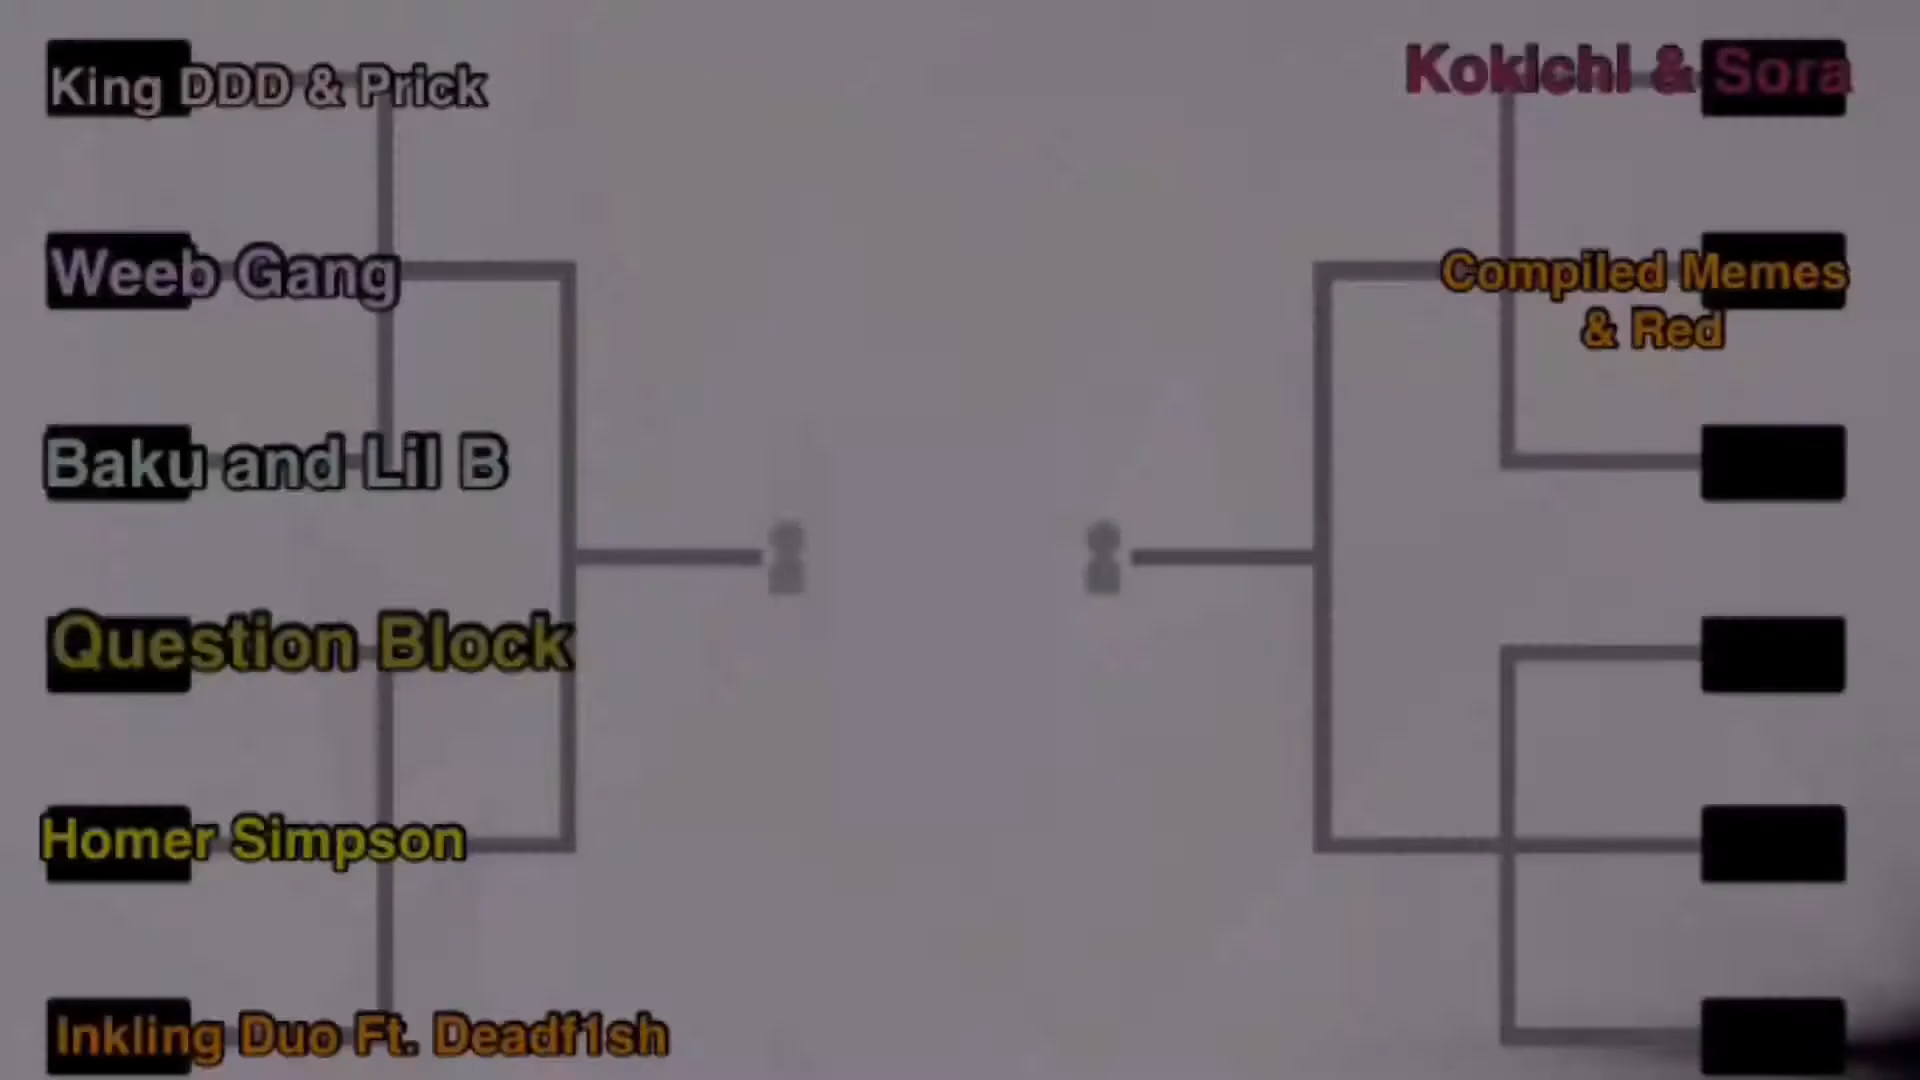 King DDD & Prick
Weeb Gang
Baku and Lil B
Question Block
Homer Simpson
Inkling Duo Ft. Deadf1sh
Kokichi & Sora
Compiled Memes
& Red